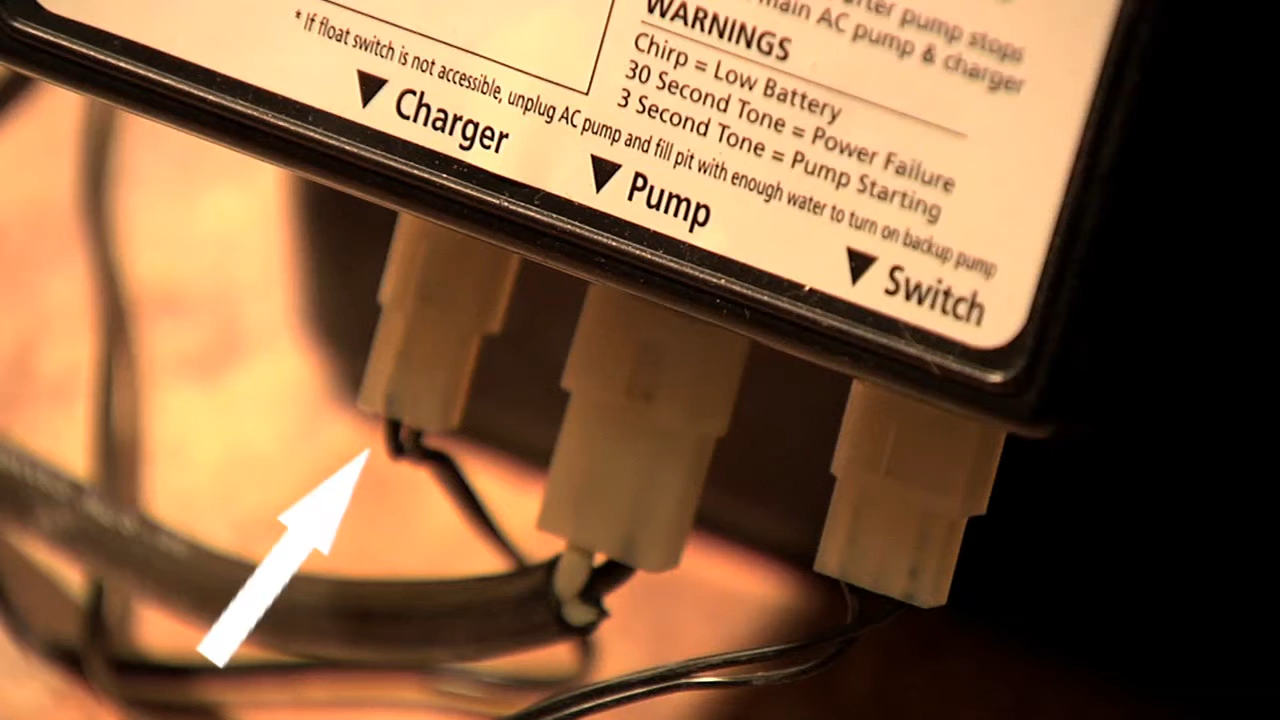 after pump stops
main AC pump & charger
WARNINGS
Chirp = Low Battery
30 Second Tone = Power Failure
3 Second Tone = Pump Starting
* If float switch is not accessible, unplug AC pump and fill pit with enough water to turn on backup pump
▼ Charger
▼ Pump
▼ Switch